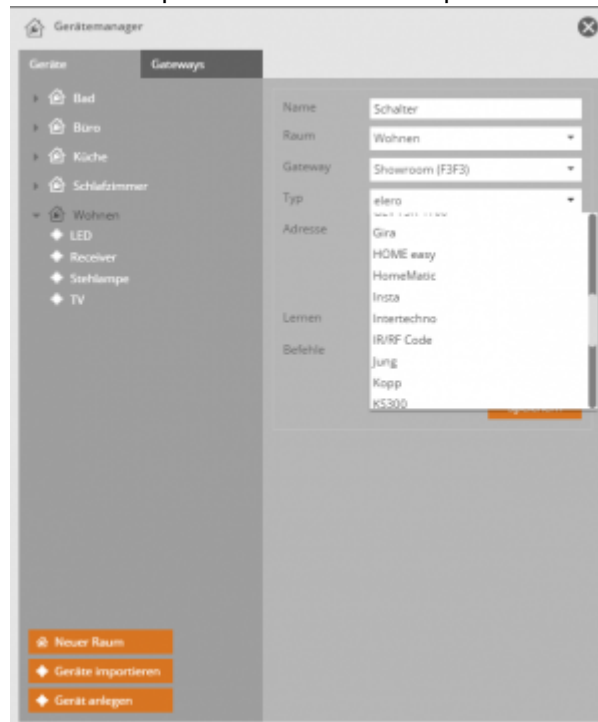 Gerätemanager
Geräte
Gateways
Bad
Büro
Küche
Schlafzimmer
Wohnen
LED
Receiver
Stehlampe
TV
Name
Schalter
Raum
Wohnen
Gateway
Showroom (F3F3)
Typ
elero
Adresse
Gira
HOME easy
HomeMatic
Insta
Intertechno
IR/RF Code
Jung
Kopp
KS300
Lernen
Befehle
Neuer Raum
Geräte importieren
Gerät anlegen